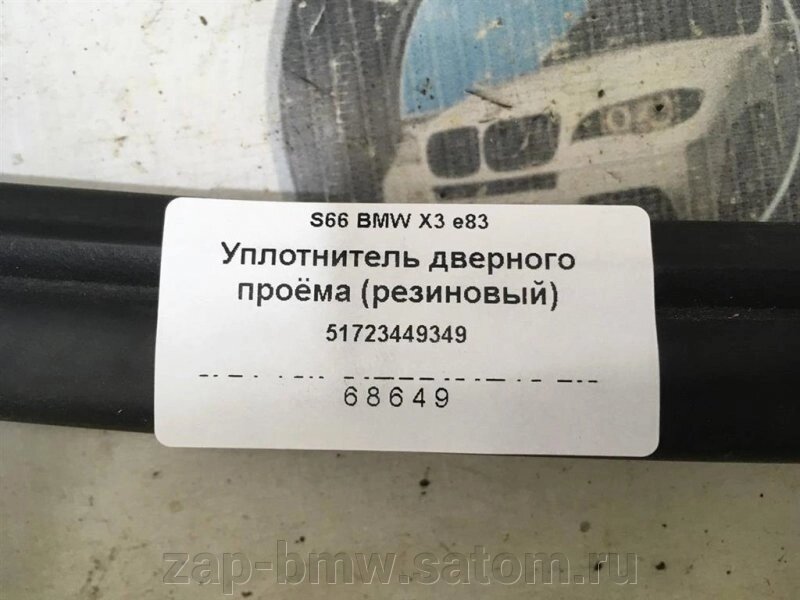 S66 BMW X3 e83
Уплотнитель дверного
проёма (резиновый)
51723449349
68649
zap-bmw.satom.ru